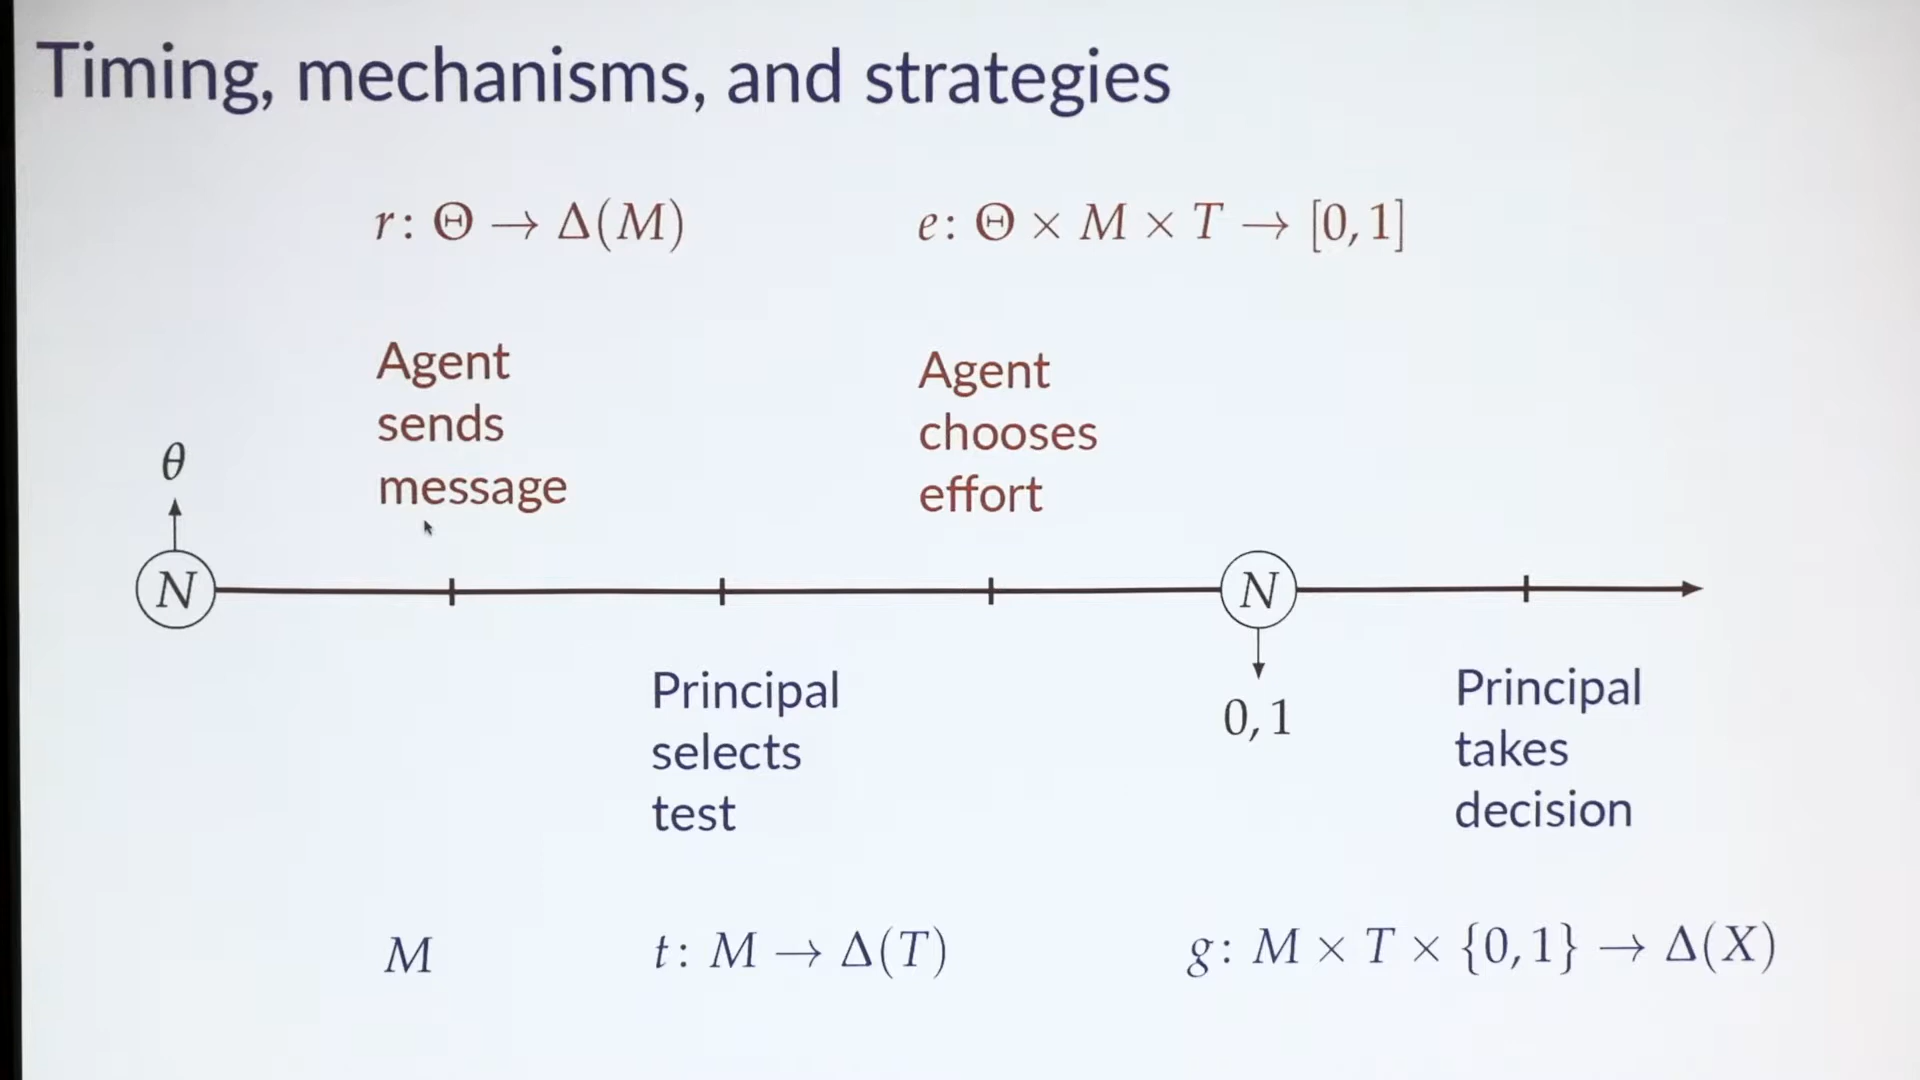 Timing, mechanisms, and strategies
r: Θ → Δ(M)
e: Θ × M × T → [0, 1]
Agent
sends
message
Agent
chooses
effort
θ
N
N
0, 1
Principal
selects
test
Principal
takes
decision
M
t: M → Δ(T)
g: M × T × {0, 1} → Δ(X)